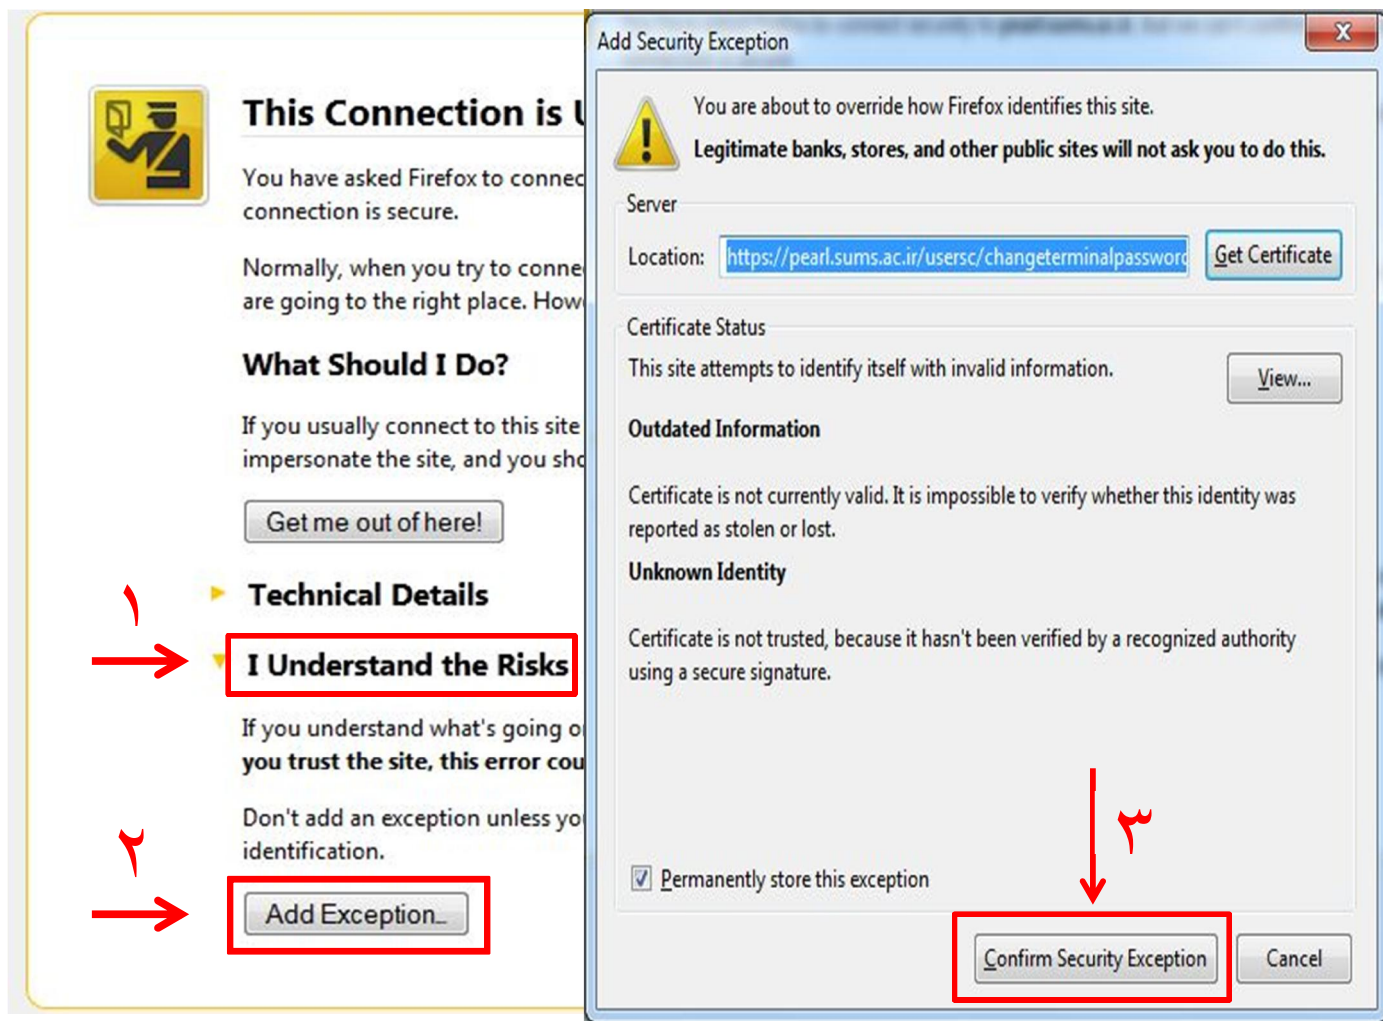 This Connection is U
You have asked Firefox to connec
connection is secure.
Normally, when you try to conne
are going to the right place. How
What Should I Do?
If you usually connect to this site
impersonate the site, and you sho
Get me out of here!
Technical Details
۱
I Understand the Risks
If you understand what's going o
you trust the site, this error cou
Don't add an exception unless yo
identification.
۲
Add Exception...
Add Security Exception
X
You are about to override how Firefox identifies this site.
Legitimate banks, stores, and other public sites will not ask you to do this.
Server
Location:
https://pearl.sums.ac.ir/usersc/changeterminalpassword
Get Certificate
Certificate Status
This site attempts to identify itself with invalid information.
View...
Outdated Information
Certificate is not currently valid. It is impossible to verify whether this identity was
reported as stolen or lost.
Unknown Identity
Certificate is not trusted, because it hasn't been verified by a recognized authority
using a secure signature.
۳
Permanently store this exception
Confirm Security Exception
Cancel